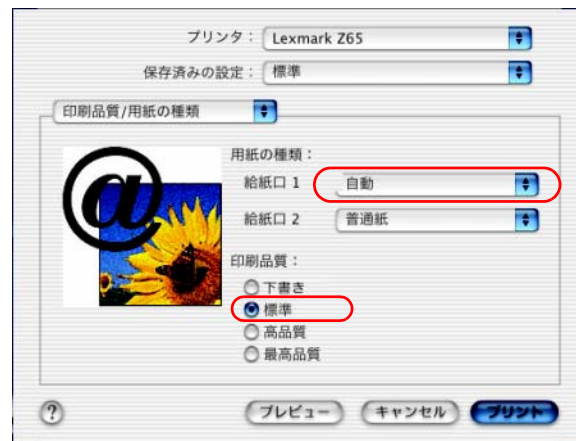 プリンタ： Lexmark Z65
保存済みの設定： 標準
印刷品質/用紙の種類
用紙の種類：
給紙口 1 自動
給紙口 2 普通紙
印刷品質：
下書き
標準
高品質
最高品質
@
? プレビュー キャンセル プリント